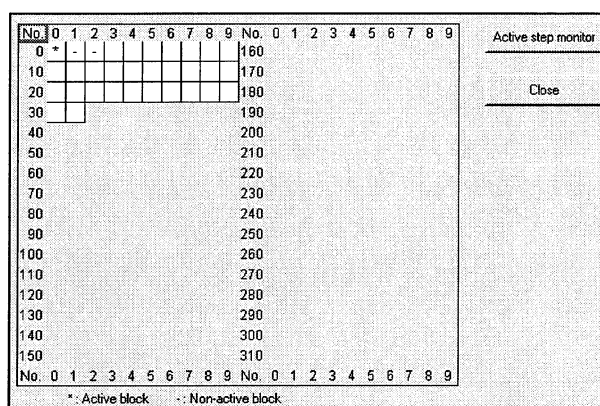 No. 0 1 2 3 4 5 6 7 8 9 No. 0 1 2 3 4 5 6 7 8 9 Active step monitor
0 * - - 160
10 170
20 180 Close
30 190
40 200
50 210
60 220
70 230
80 240
90 250
100 260
110 270
120 280
130 290
140 300
150 310
No. 0 1 2 3 4 5 6 7 8 9 No. 0 1 2 3 4 5 6 7 8 9
* : Active block - : Non-active block